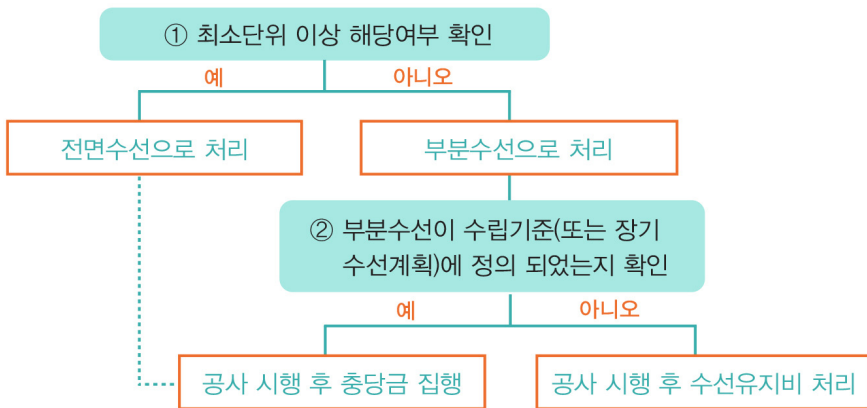 ① 최소단위 이상 해당여부 확인
예
아니오
전면수선으로 처리
부분수선으로 처리
② 부분수선이 수립기준(또는 장기
수선계획)에 정의 되었는지 확인
예
아니오
공사 시행 후 충당금 집행
공사 시행 후 수선유지비 처리